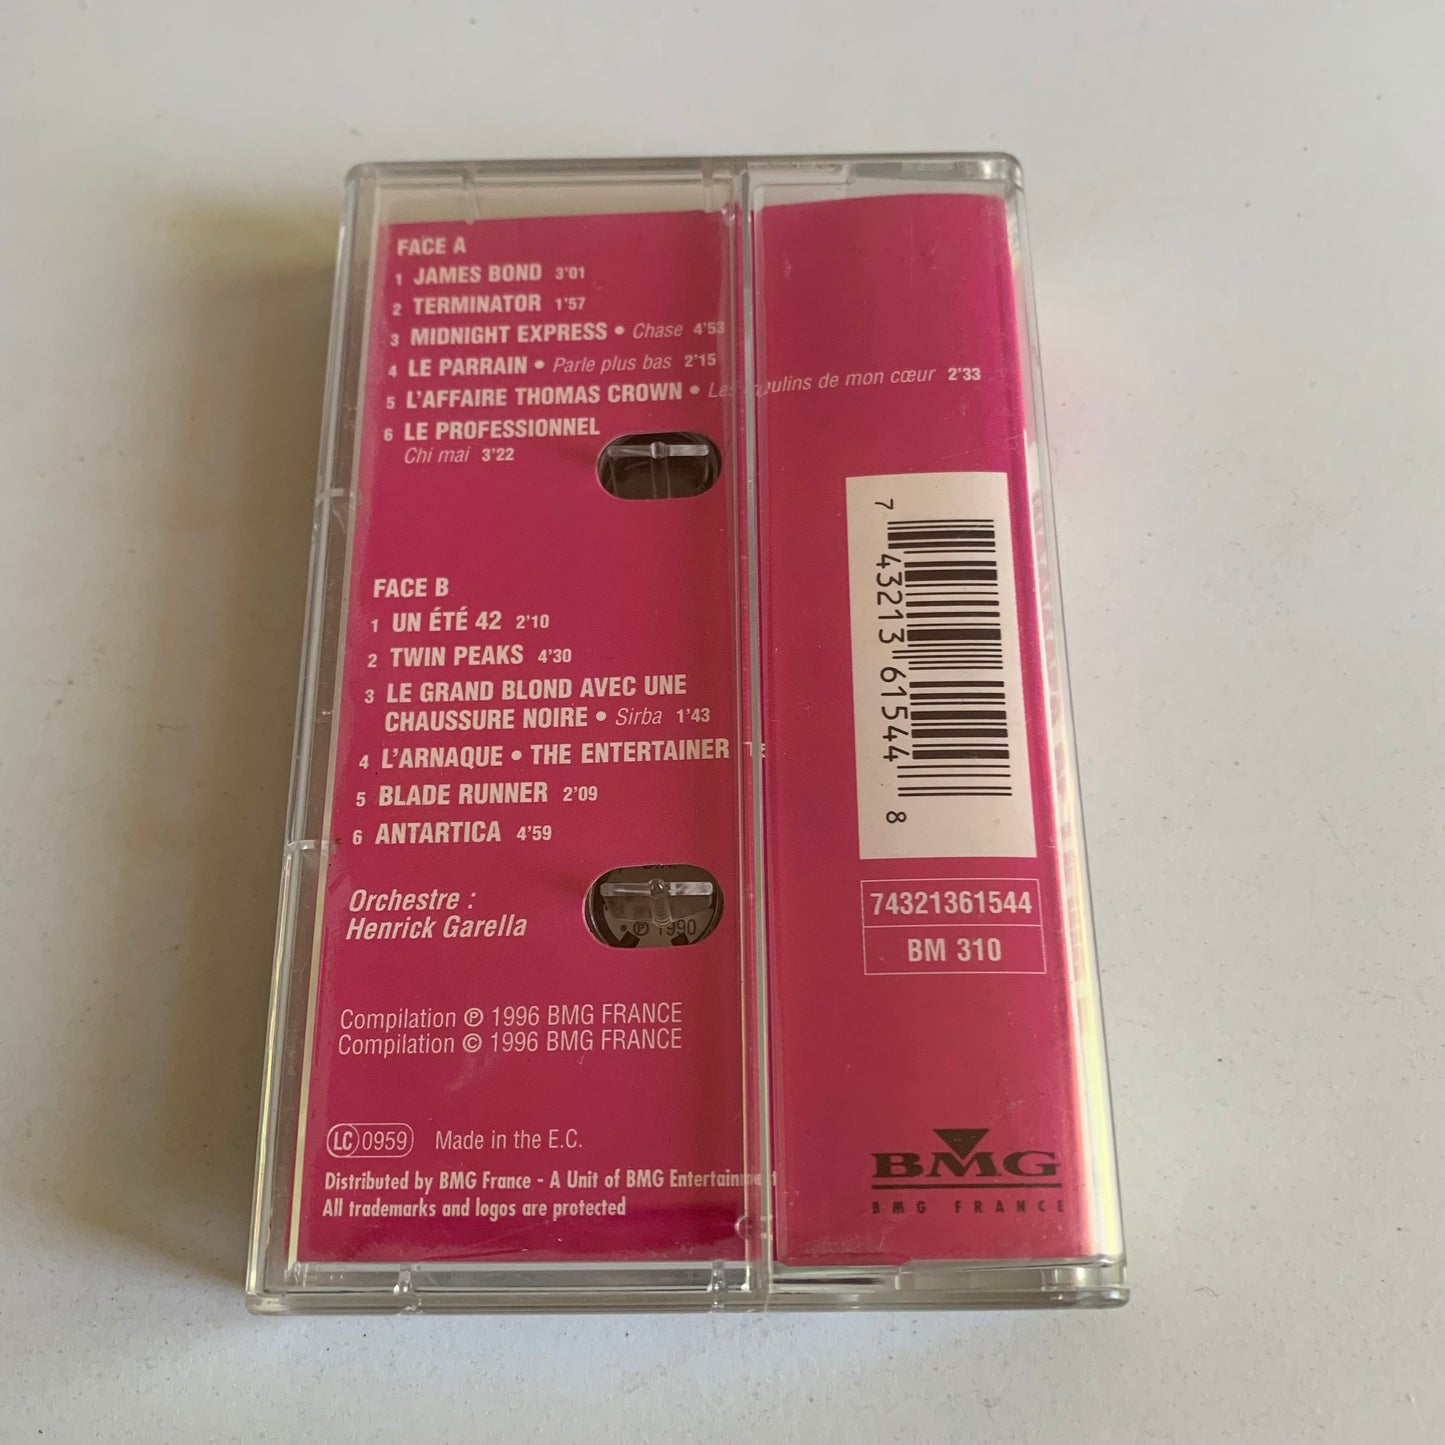 FACE A
1 JAMES BOND 3'01
2 TERMINATOR 1'57
3 MIDNIGHT EXPRESS • Chase 4'53
4 LE PARRAIN • Parle plus bas 2'15
5 L'AFFAIRE THOMAS CROWN • Les moulins de mon cœur 2'33
6 LE PROFESSIONNEL
Chi mai 3'22
FACE B
1 UN ÉTÉ 42 2'10
2 TWIN PEAKS 4'30
3 LE GRAND BLOND AVEC UNE
CHAUSSURE NOIRE • Sirba 1'43
4 L'ARNAQUE • THE ENTERTAINER
5 BLADE RUNNER 2'09
6 ANTARTICA 4'59
Orchestre :
Henrick Garella
• ℗ 1990
Compilation ℗ 1996 BMG FRANCE
Compilation © 1996 BMG FRANCE
LC 0959 Made in the E.C.
Distributed by BMG France - A Unit of BMG Entertainment
All trademarks and logos are protected
7 43213 61544 8
74321361544
BM 310
BMG
BMG FRANCE